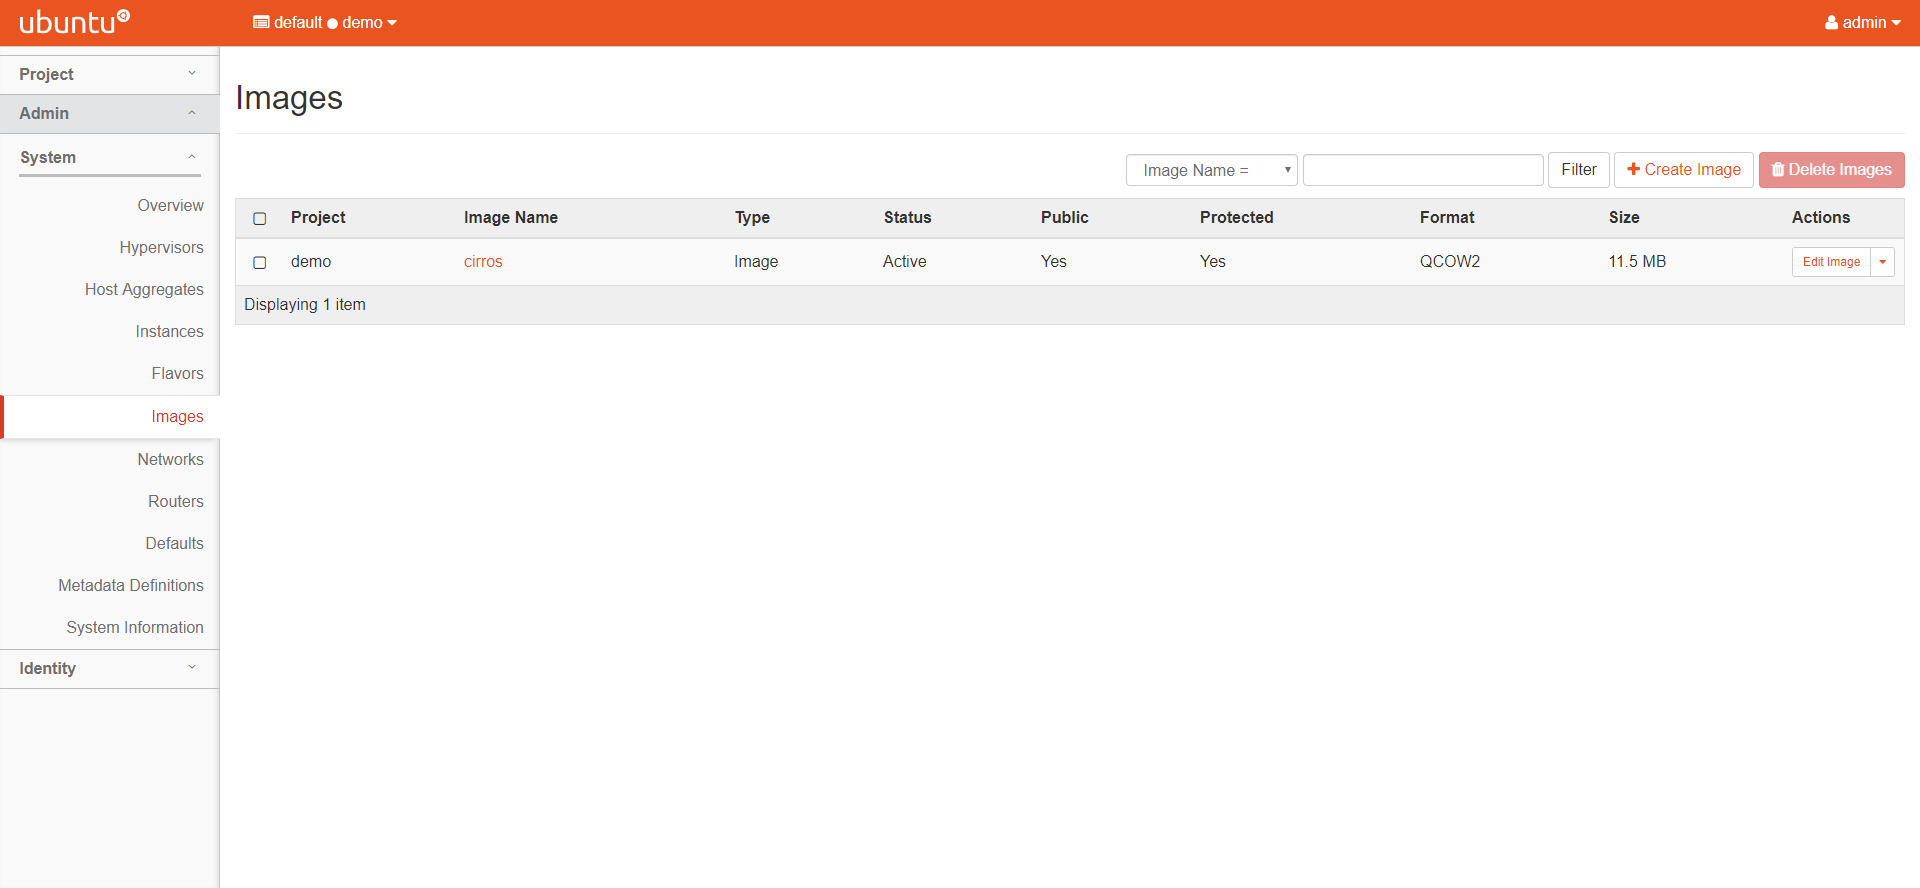 ubuntu
default demo
admin
Project
Admin
System
Overview
Hypervisors
Host Aggregates
Instances
Flavors
Images
Networks
Routers
Defaults
Metadata Definitions
System Information
Identity
Images
Image Name = Filter Create Image Delete Images
Project Image Name Type Status Public Protected Format Size Actions
demo cirros Image Active Yes Yes QCOW2 11.5 MB Edit Image
Displaying 1 item